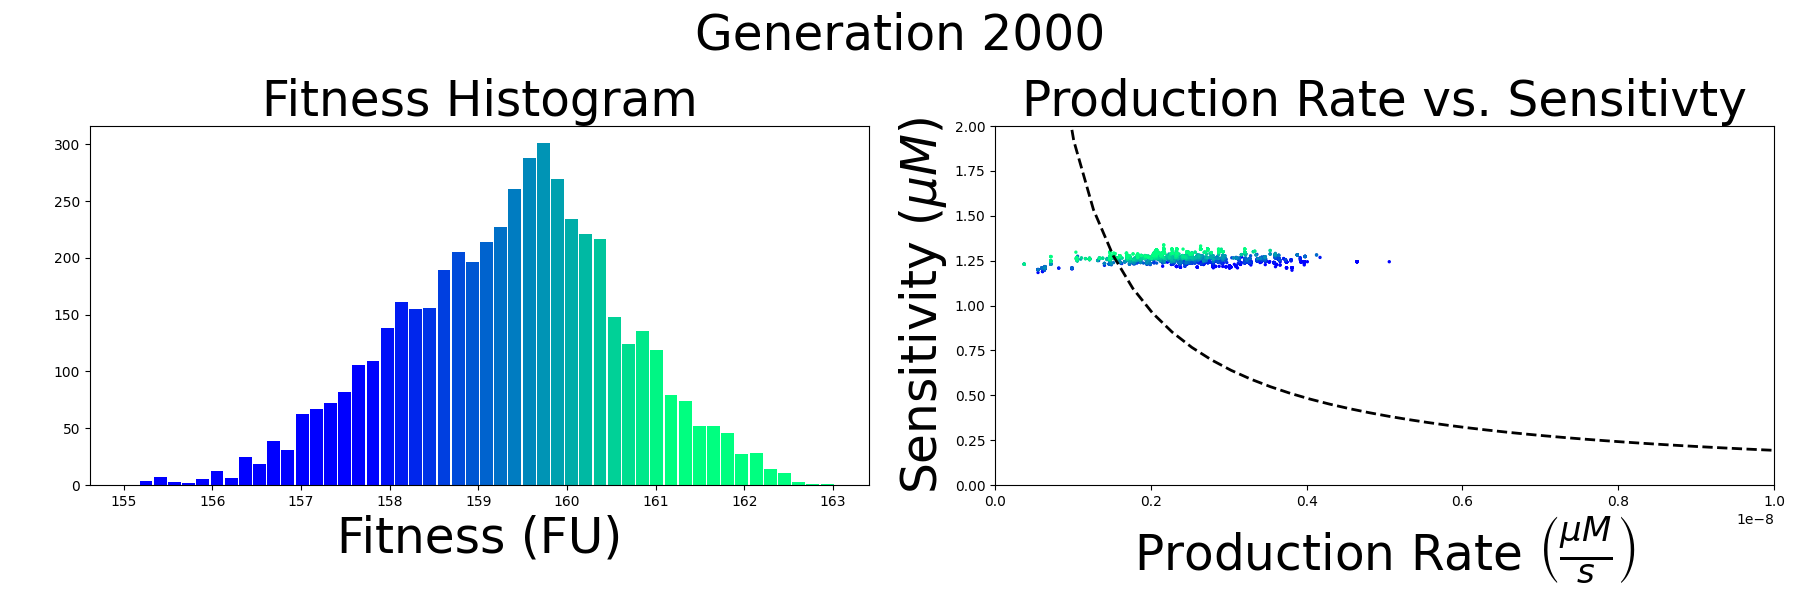 Generation 2000
Fitness Histogram
300
250
200
150
100
50
0
155 156 157 158 159 160 161 162 163
Fitness (FU)
Production Rate vs. Sensitivty
Sensitivity (μM)
2.00
1.75
1.50
1.25
1.00
0.75
0.50
0.25
0.00
0.0 0.2 0.4 0.6 0.8 1.0
1e−8
Production Rate (μM/s)